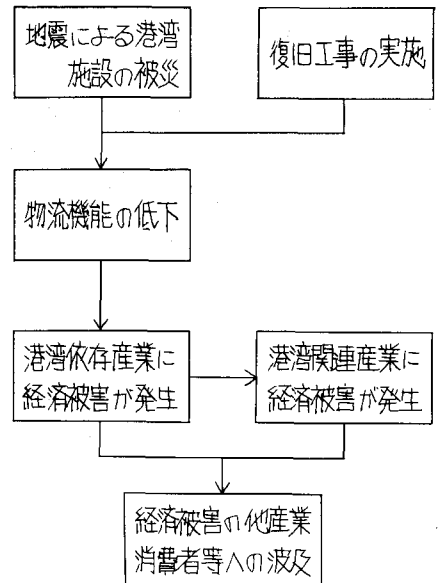 地震による港湾
施設の被災
復旧工事の実施
物流機能の低下
港湾依存産業に
経済被害が発生
港湾関連産業に
経済被害が発生
経済被害の他産業
消費者等への波及